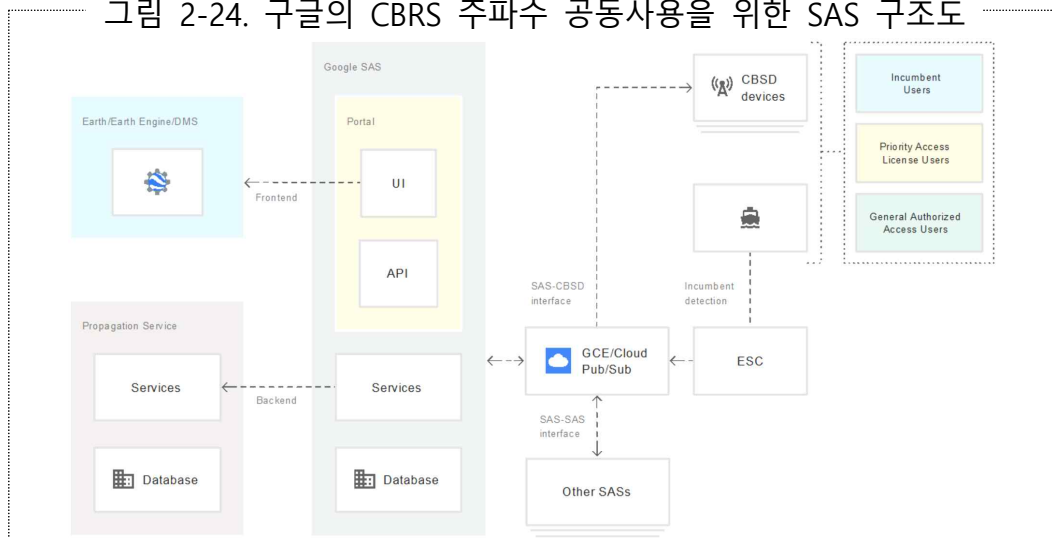 그림 2-24. 구글의 CBRS 주파수 공동사용을 위한 SAS 구조도
Google SAS
Earth/Earth Engine/DMS
Portal
UI
Frontend
API
Propagation Service
Services
Backend
Services
Database
Database
CBSD
devices
Incumbent
Users
Priority Access
License Users
General Authorized
Access Users
SAS-CBSD
interface
Incumbent
detection
GCE/Cloud
Pub/Sub
ESC
SAS-SAS
interface
Other SASs